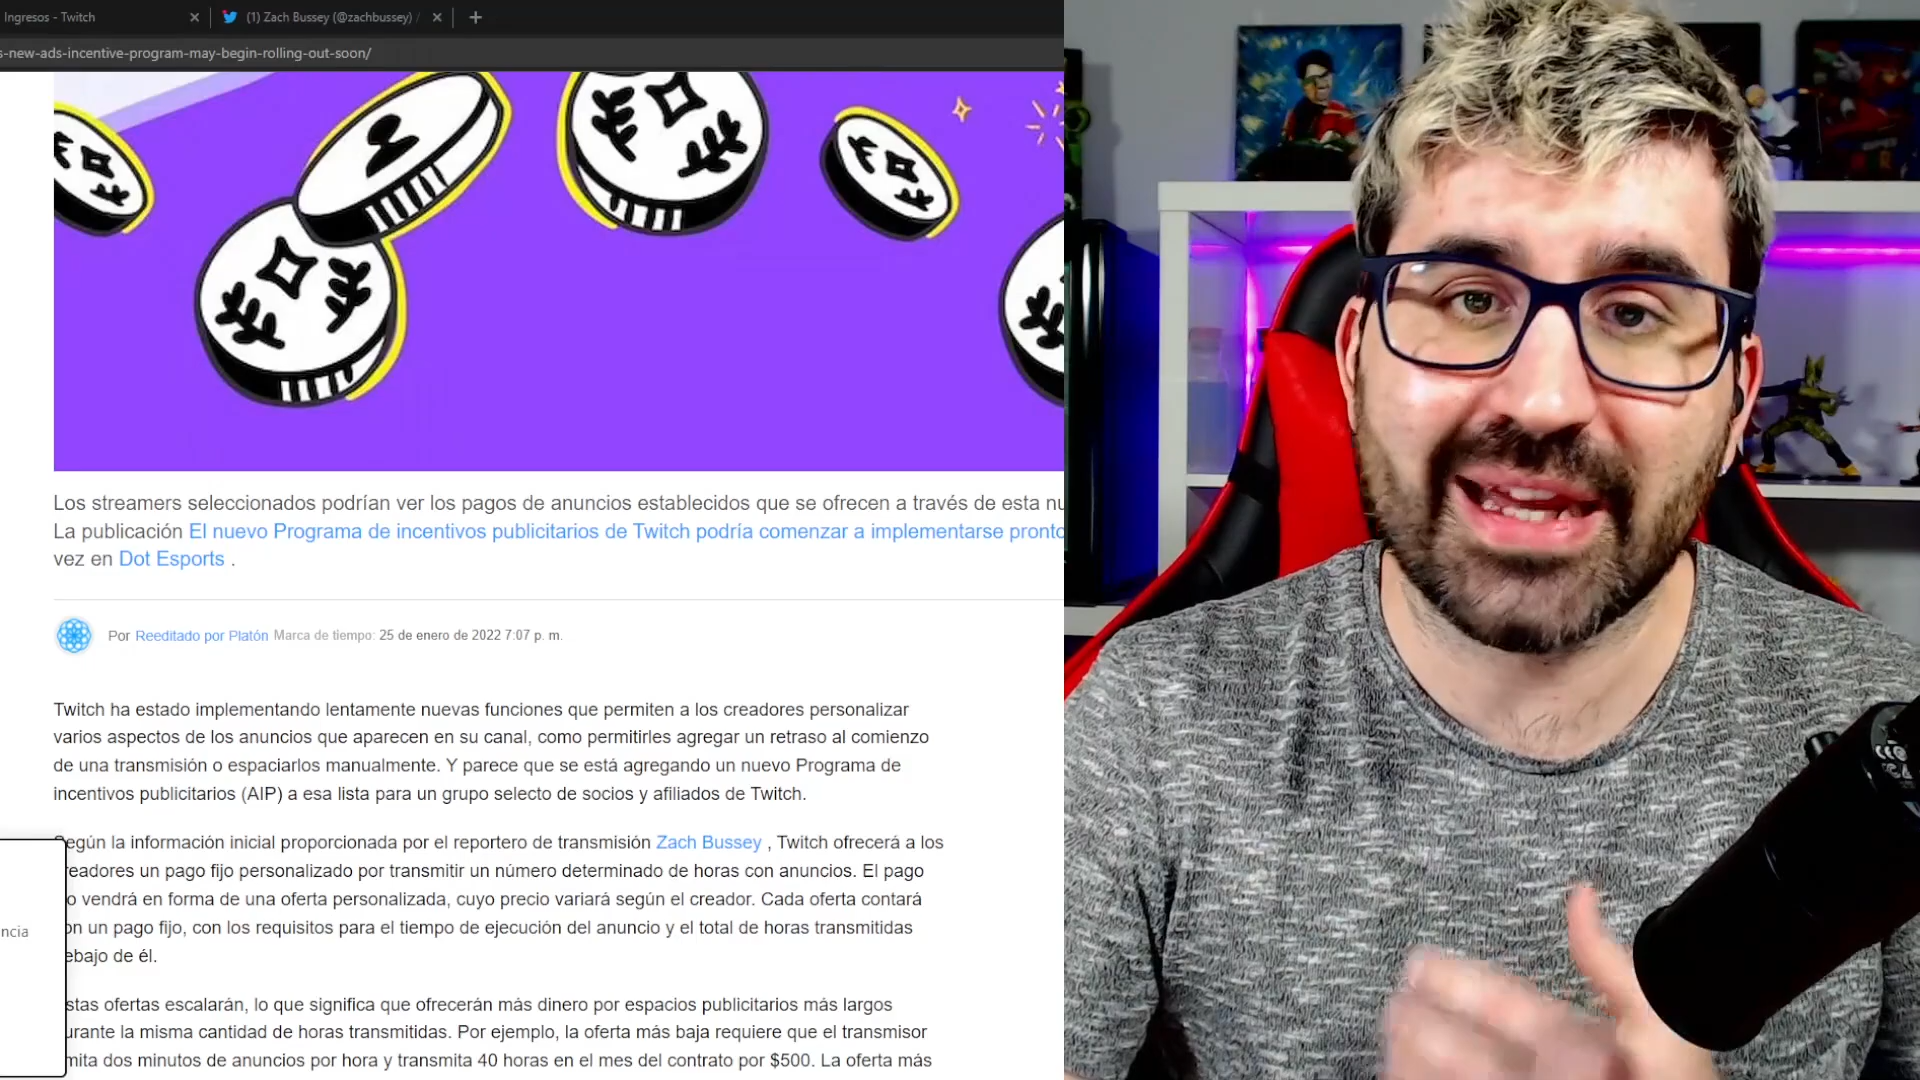 Ingresos - Twitch
(1) Zach Bussey (@zachbussey) /
s-new-ads-incentive-program-may-begin-rolling-out-soon/
Los streamers seleccionados podrían ver los pagos de anuncios establecidos que se ofrecen a través de esta nu
La publicación El nuevo Programa de incentivos publicitarios de Twitch podría comenzar a implementarse pronto
vez en Dot Esports .
Por Reeditado por Platón Marca de tiempo: 25 de enero de 2022 7:07 p. m.
Twitch ha estado implementando lentamente nuevas funciones que permiten a los creadores personalizar
varios aspectos de los anuncios que aparecen en su canal, como permitirles agregar un retraso al comienzo
de una transmisión o espaciarlos manualmente. Y parece que se está agregando un nuevo Programa de
incentivos publicitarios (AIP) a esa lista para un grupo selecto de socios y afiliados de Twitch.
Según la información inicial proporcionada por el reportero de transmisión Zach Bussey , Twitch ofrecerá a los
readores un pago fijo personalizado por transmitir un número determinado de horas con anuncios. El pago
o vendrá en forma de una oferta personalizada, cuyo precio variará según el creador. Cada oferta contará
on un pago fijo, con los requisitos para el tiempo de ejecución del anuncio y el total de horas transmitidas
ncia
ebajo de él.
stas ofertas escalarán, lo que significa que ofrecerán más dinero por espacios publicitarios más largos
urante la misma cantidad de horas transmitidas. Por ejemplo, la oferta más baja requiere que el transmisor
mita dos minutos de anuncios por hora y transmita 40 horas en el mes del contrato por $500. La oferta más